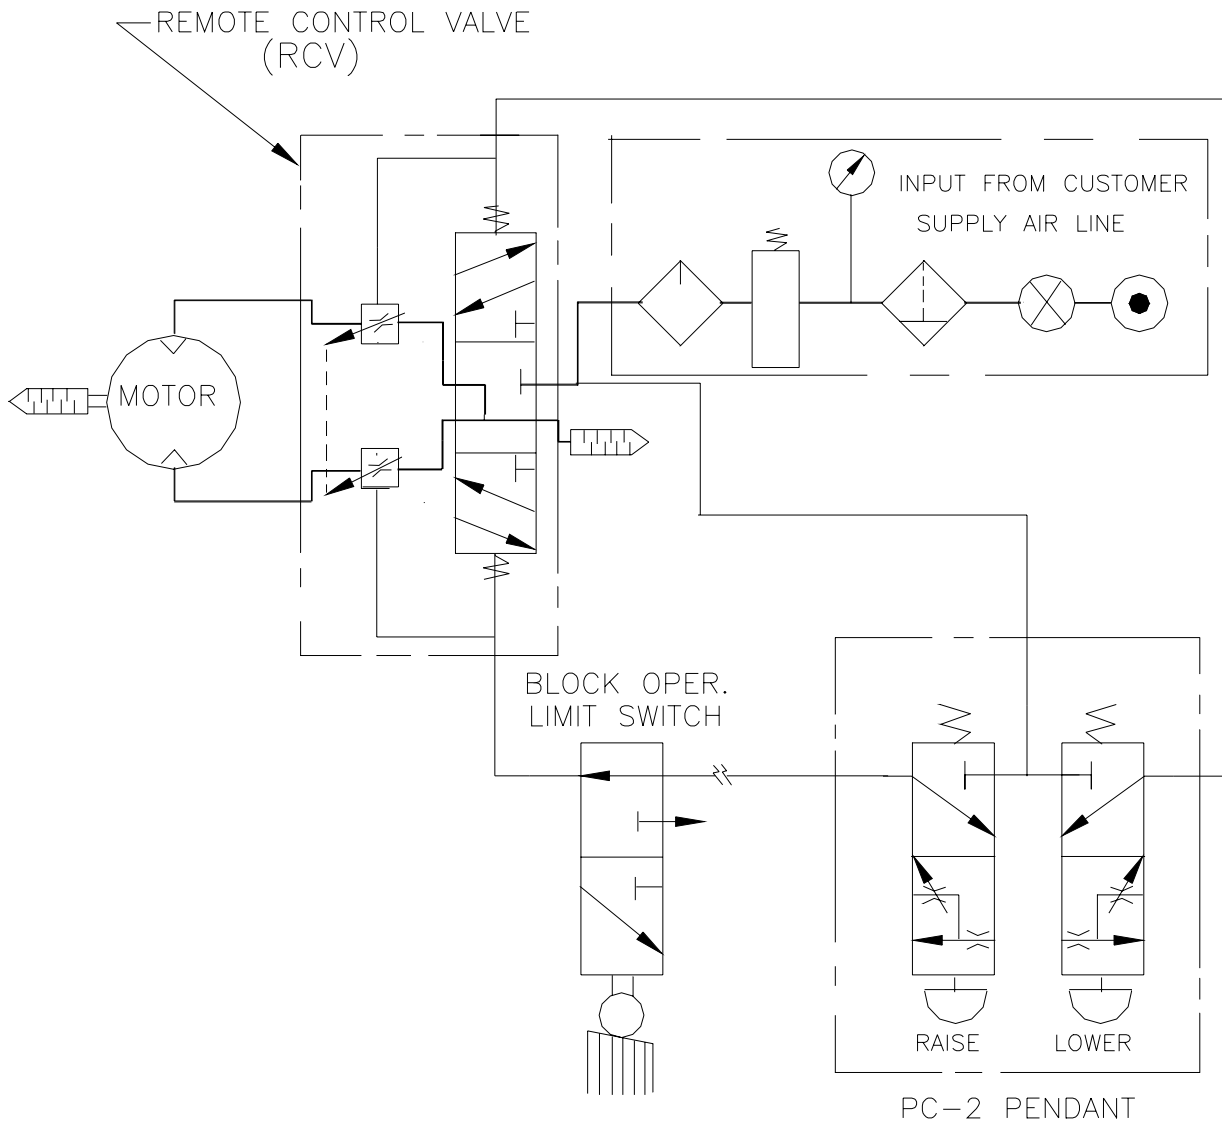 REMOTE CONTROL VALVE
(RCV)
INPUT FROM CUSTOMER
SUPPLY AIR LINE
MOTOR
BLOCK OPER.
LIMIT SWITCH
RAISE
LOWER
PC-2 PENDANT